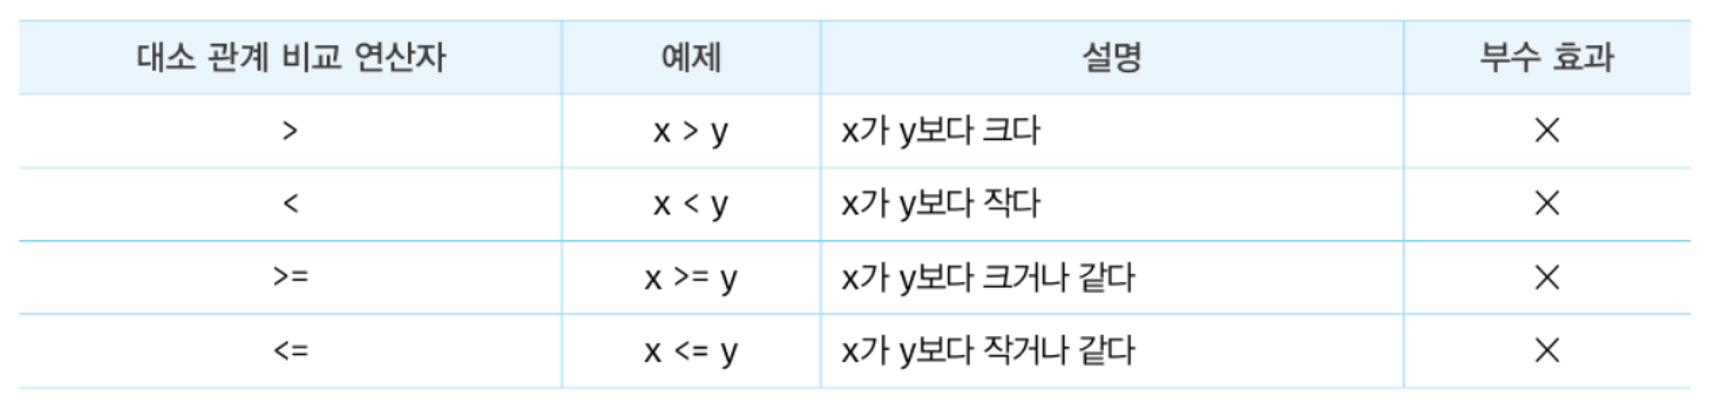 대소 관계 비교 연산자 예제 설명 부수 효과
> x > y x가 y보다 크다 ×
< x < y x가 y보다 작다 ×
>= x >= y x가 y보다 크거나 같다 ×
<= x <= y x가 y보다 작거나 같다 ×